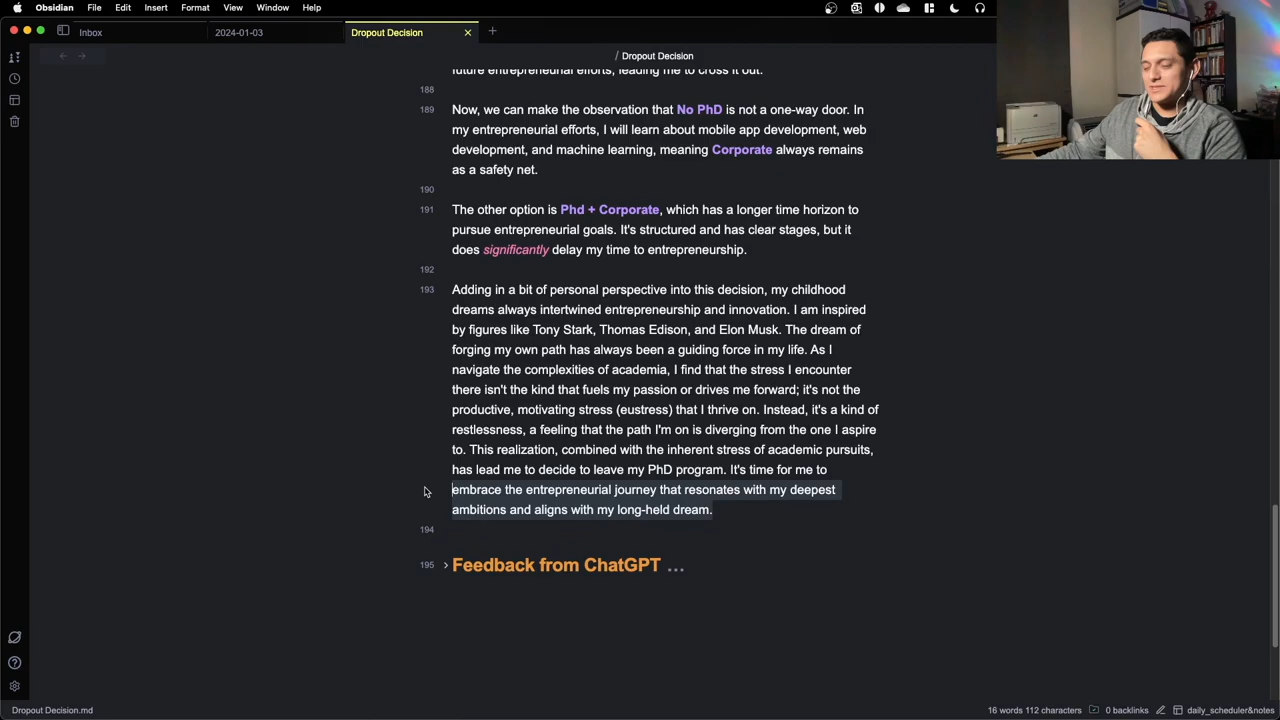 Obsidian File Edit Insert Format View Window Help
Inbox 2024-01-03 Dropout Decision
/ Dropout Decision
future entrepreneurial efforts, leading me to cross it out.
188
189 Now, we can make the observation that No PhD is not a one-way door. In
my entrepreneurial efforts, I will learn about mobile app development, web
development, and machine learning, meaning Corporate always remains
as a safety net.
190
191 The other option is Phd + Corporate, which has a longer time horizon to
pursue entrepreneurial goals. It's structured and has clear stages, but it
does significantly delay my time to entrepreneurship.
192
193 Adding in a bit of personal perspective into this decision, my childhood
dreams always intertwined entrepreneurship and innovation. I am inspired
by figures like Tony Stark, Thomas Edison, and Elon Musk. The dream of
forging my own path has always been a guiding force in my life. As I
navigate the complexities of academia, I find that the stress I encounter
there isn't the kind that fuels my passion or drives me forward; it's not the
productive, motivating stress (eustress) that I thrive on. Instead, it's a kind of
restlessness, a feeling that the path I'm on is diverging from the one I aspire
to. This realization, combined with the inherent stress of academic pursuits,
has lead me to decide to leave my PhD program. It's time for me to
embrace the entrepreneurial journey that resonates with my deepest
ambitions and aligns with my long-held dream.
194
195 Feedback from ChatGPT ...
Dropout Decision.md 16 words 112 characters 0 backlinks daily_scheduler&notes